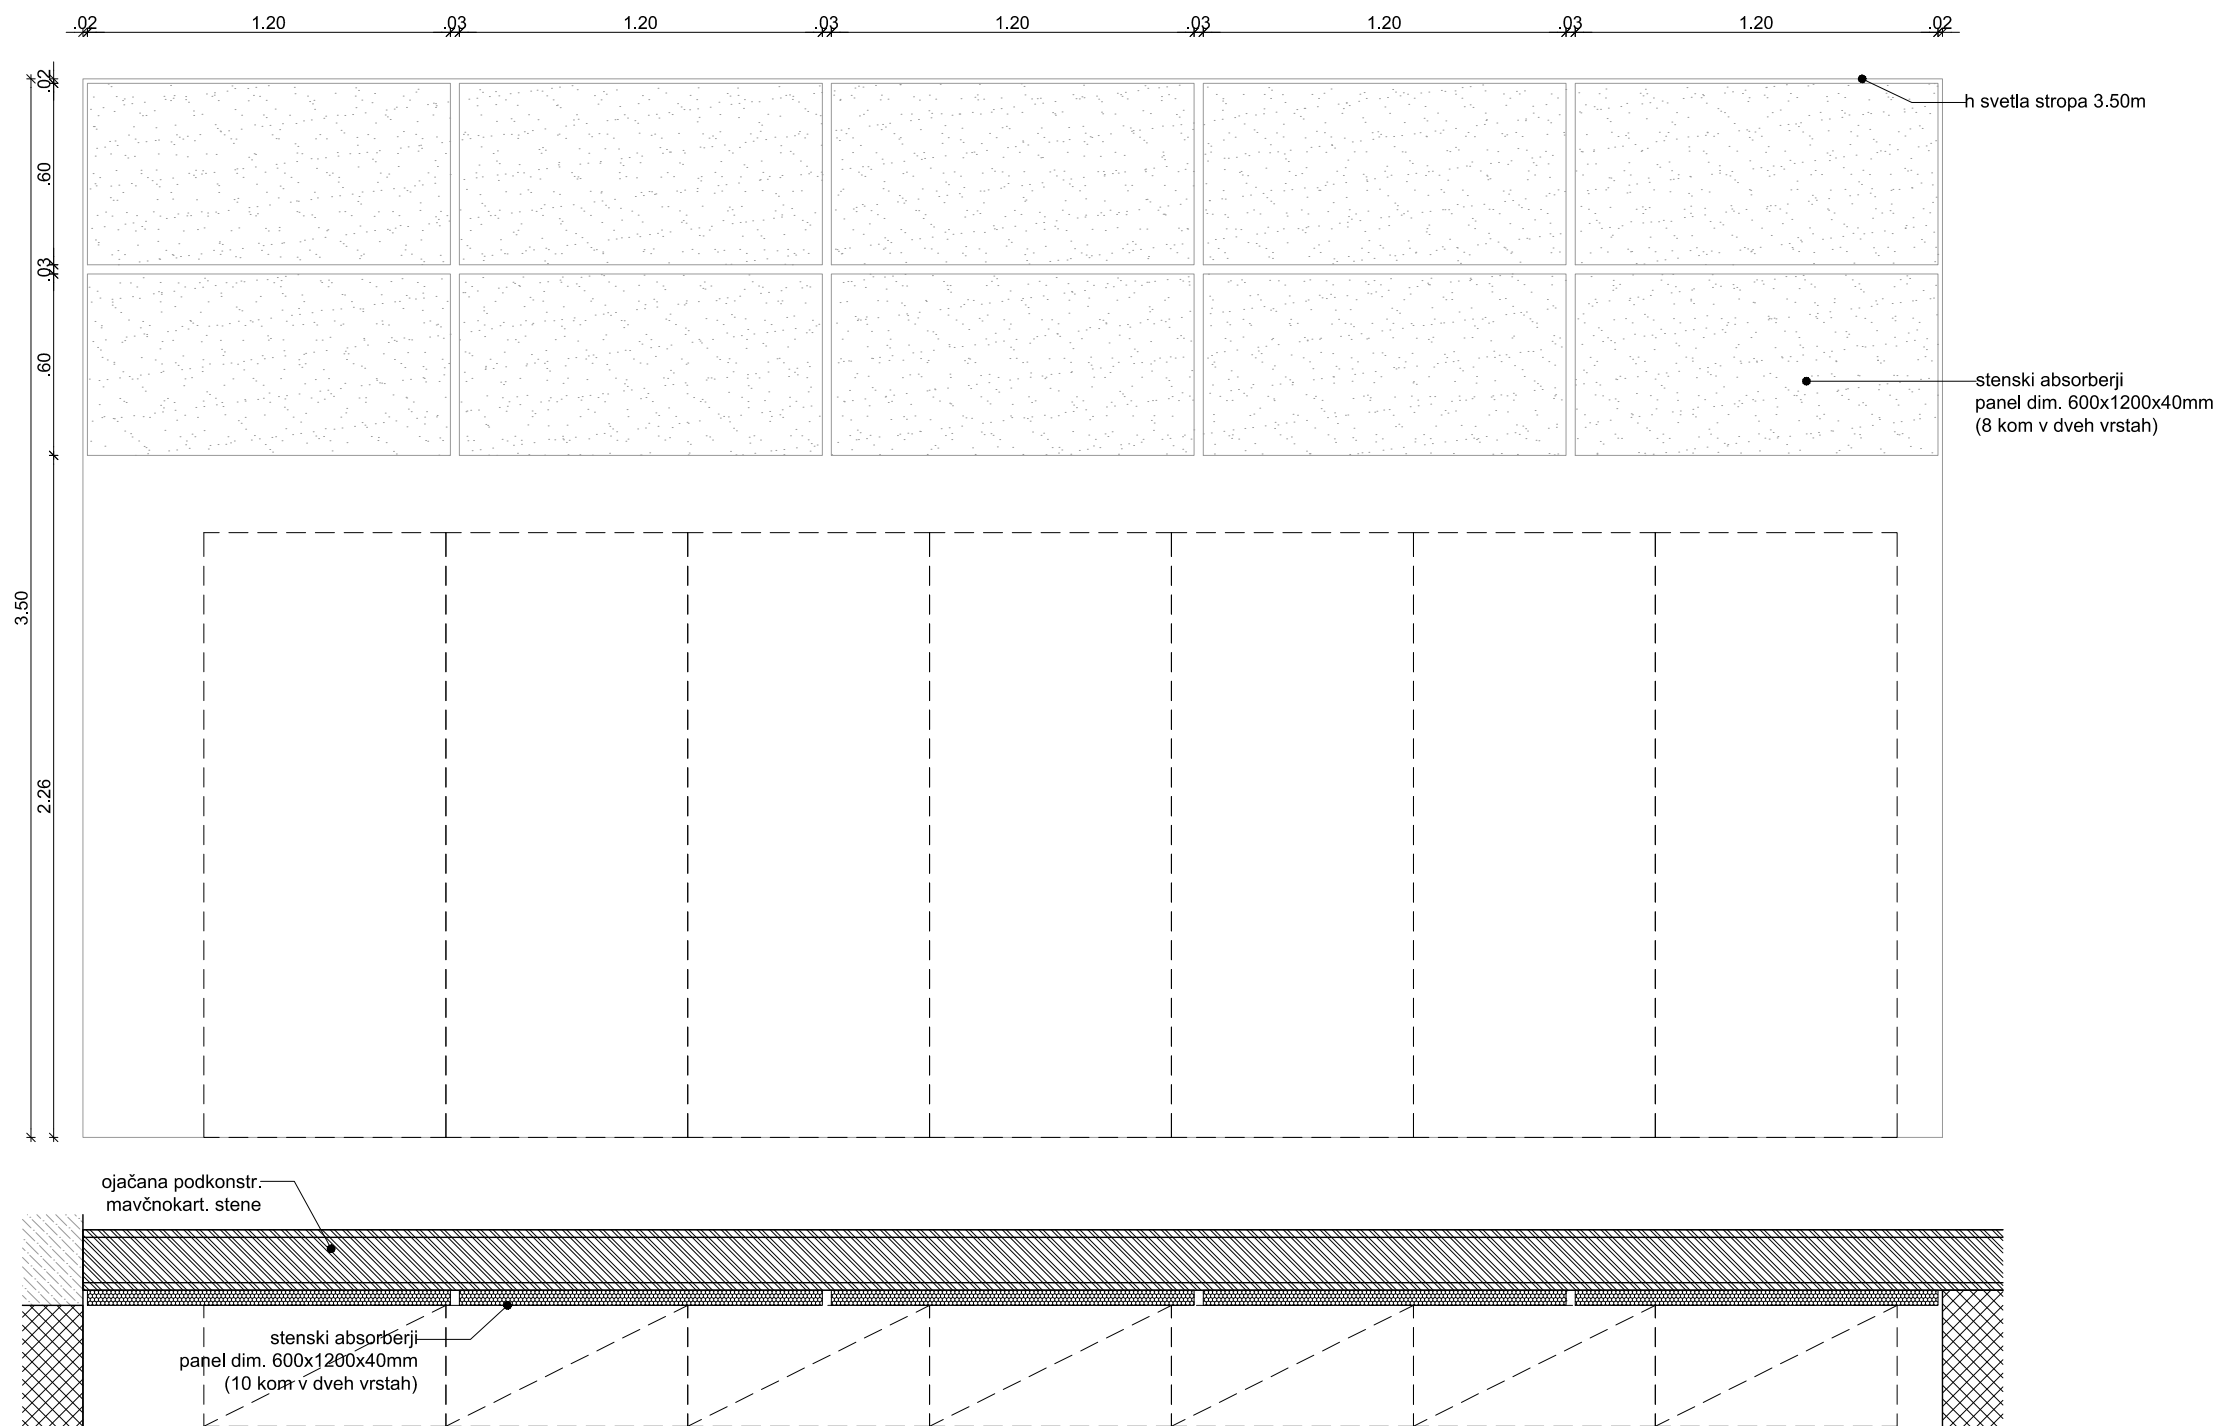 .02 1.20 .03 1.20 .03 1.20 .03 1.20 .03 1.20 .02
.02
h svetla stropa 3.50m
.60
.03
.60
stenski absorberji
panel dim. 600x1200x40mm
(8 kom v dveh vrstah)
3.50
2.26
ojačana podkonstr.
mavčnokart. stene
stenski absorberji
panel dim. 600x1200x40mm
(10 kom v dveh vrstah)